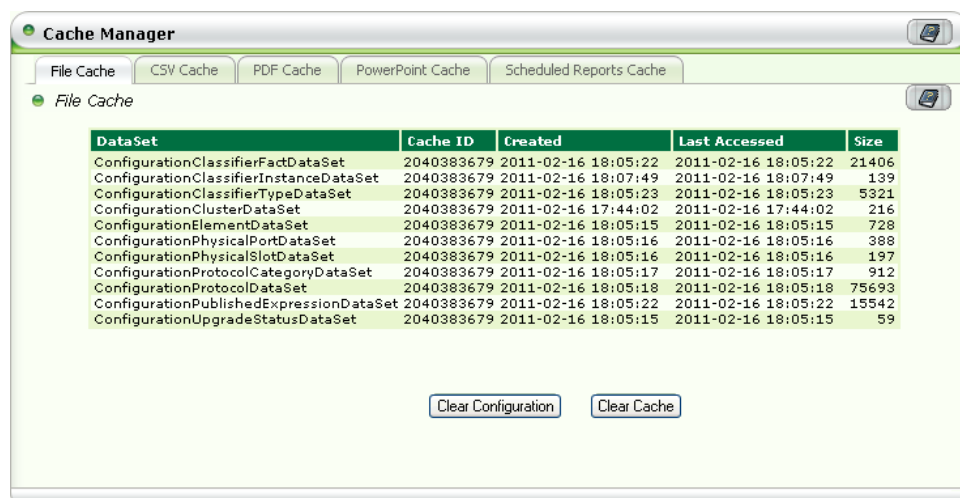 Cache Manager
File Cache CSV Cache PDF Cache PowerPoint Cache Scheduled Reports Cache
File Cache
DataSet Cache ID Created Last Accessed Size
ConfigurationClassifierFactDataSet 2040383679 2011-02-16 18:05:22 2011-02-16 18:05:22 21406
ConfigurationClassifierInstanceDataSet 2040383679 2011-02-16 18:07:49 2011-02-16 18:07:49 139
ConfigurationClassifierTypeDataSet 2040383679 2011-02-16 18:05:23 2011-02-16 18:05:23 5321
ConfigurationClusterDataSet 2040383679 2011-02-16 17:44:02 2011-02-16 17:44:02 216
ConfigurationElementDataSet 2040383679 2011-02-16 18:05:15 2011-02-16 18:05:15 728
ConfigurationPhysicalPortDataSet 2040383679 2011-02-16 18:05:16 2011-02-16 18:05:16 388
ConfigurationPhysicalSlotDataSet 2040383679 2011-02-16 18:05:16 2011-02-16 18:05:16 197
ConfigurationProtocolCategoryDataSet 2040383679 2011-02-16 18:05:17 2011-02-16 18:05:17 912
ConfigurationProtocolDataSet 2040383679 2011-02-16 18:05:18 2011-02-16 18:05:18 75693
ConfigurationPublishedExpressionDataSet 2040383679 2011-02-16 18:05:22 2011-02-16 18:05:22 15542
ConfigurationUpgradeStatusDataSet 2040383679 2011-02-16 18:05:15 2011-02-16 18:05:15 59
Clear Configuration Clear Cache